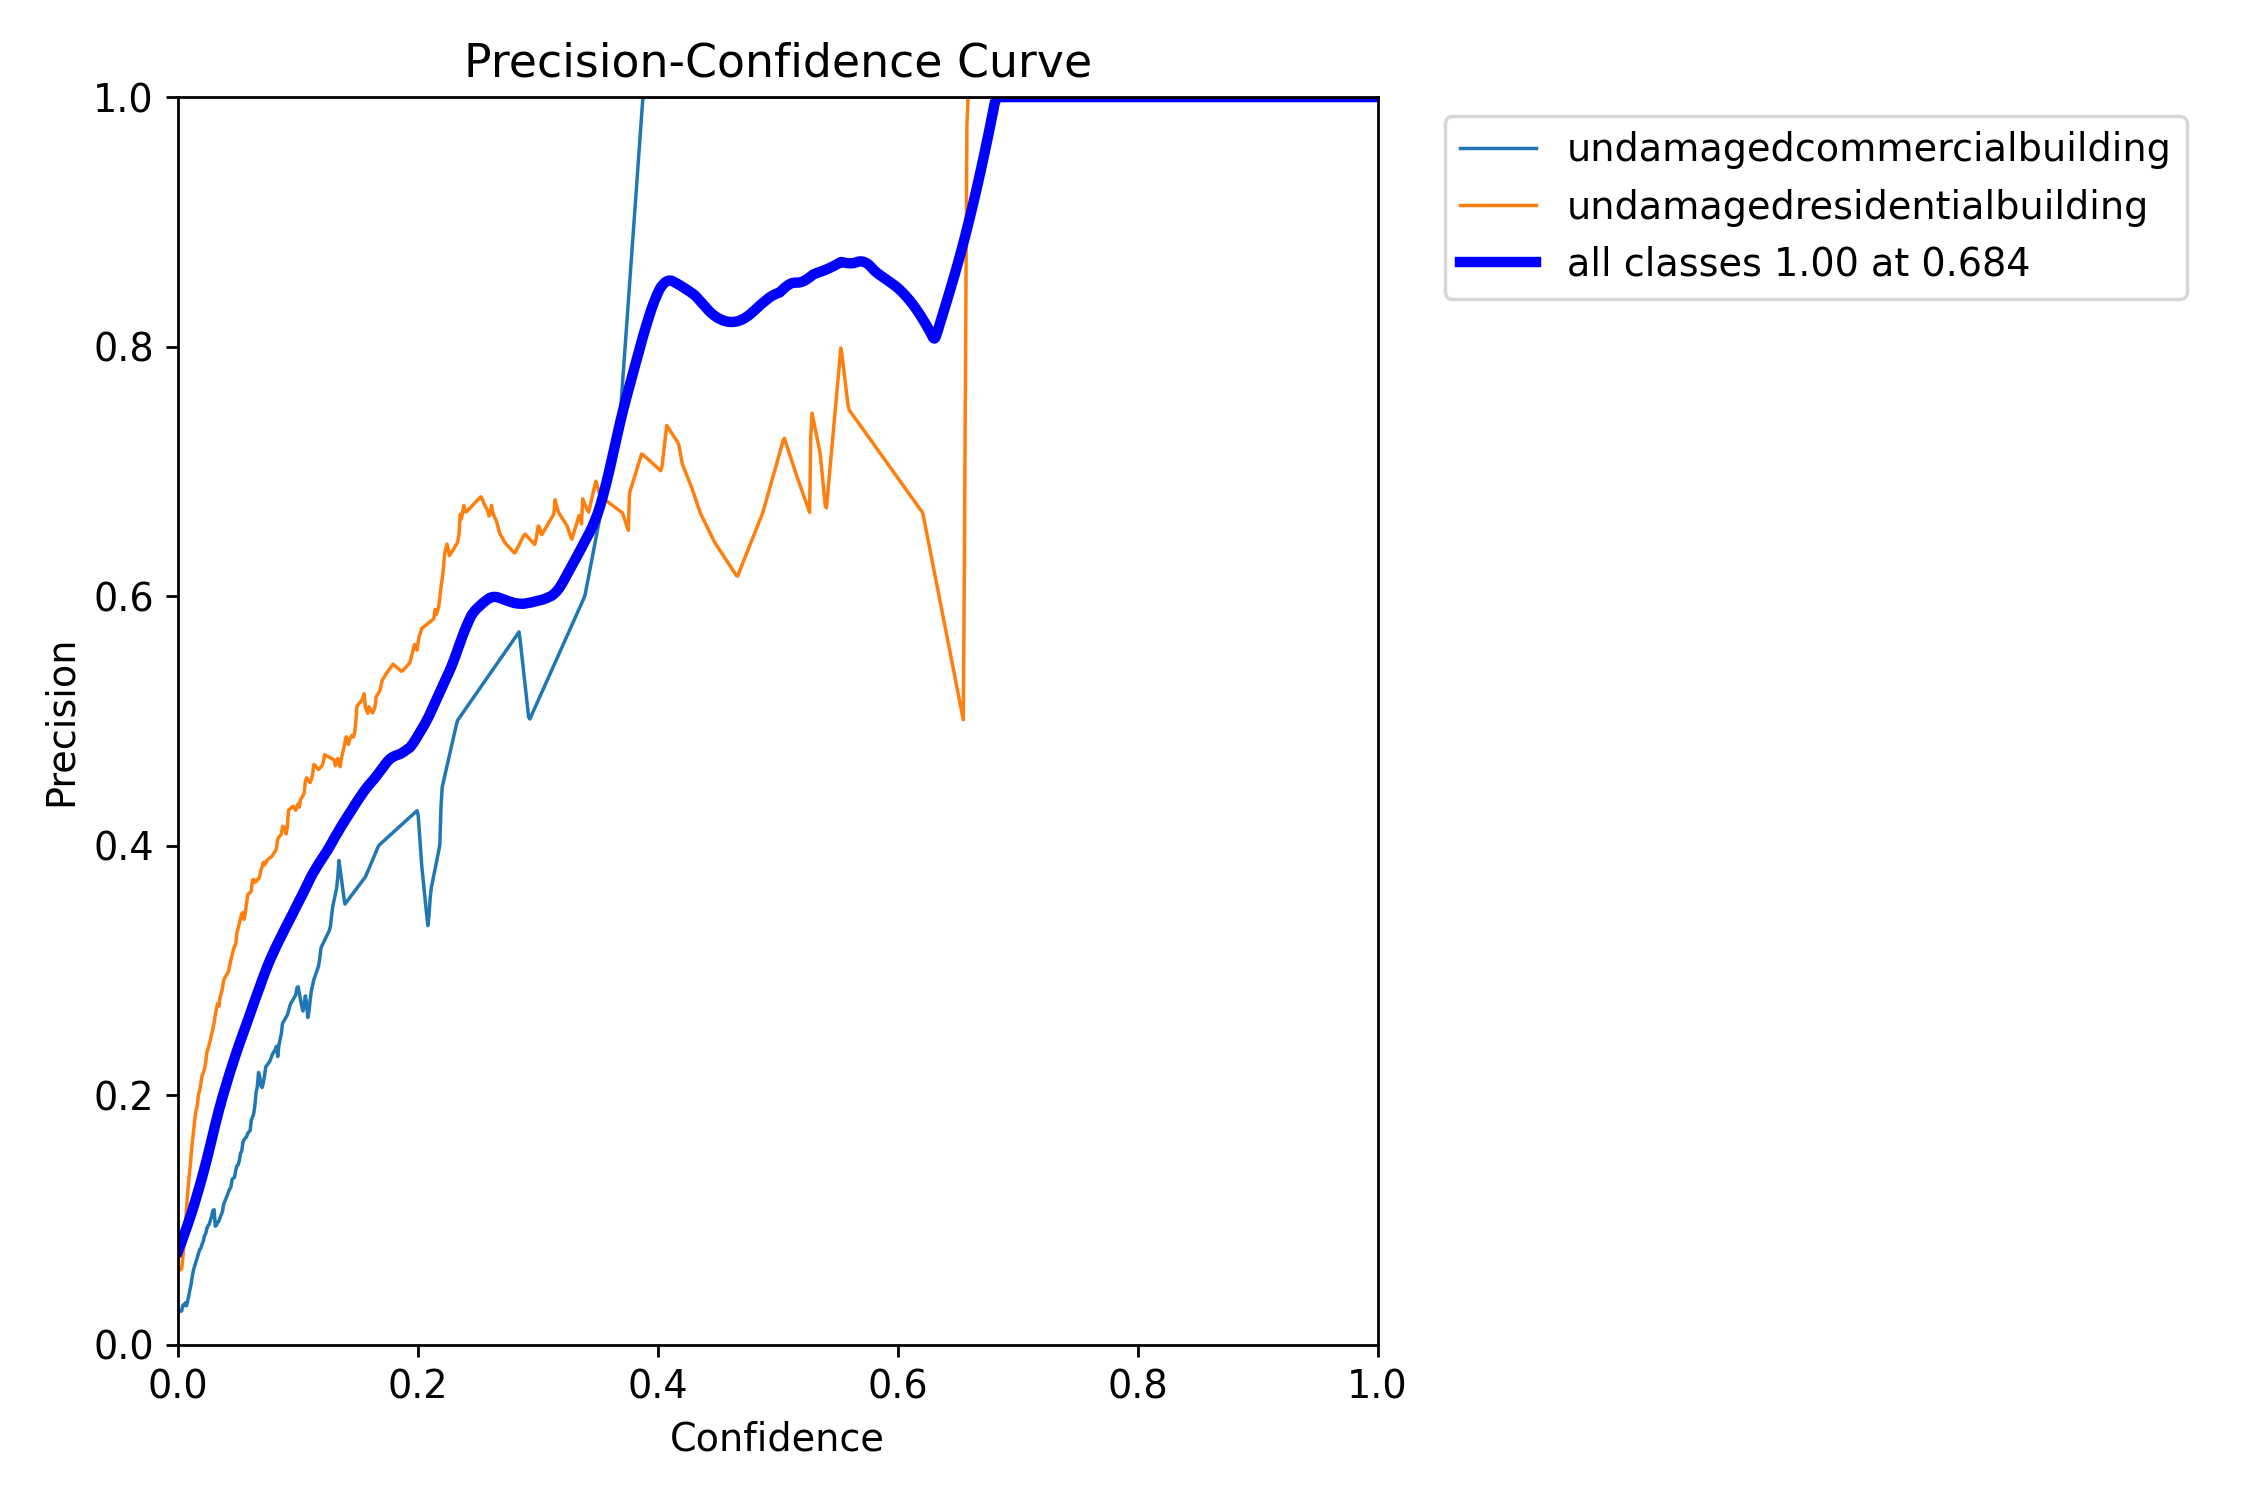 Precision-Confidence Curve
undamagedcommercialbuilding
undamagedresidentialbuilding
all classes 1.00 at 0.684
1.0
0.8
0.6
0.4
0.2
0.0
Precision
0.0 0.2 0.4 0.6 0.8 1.0
Confidence